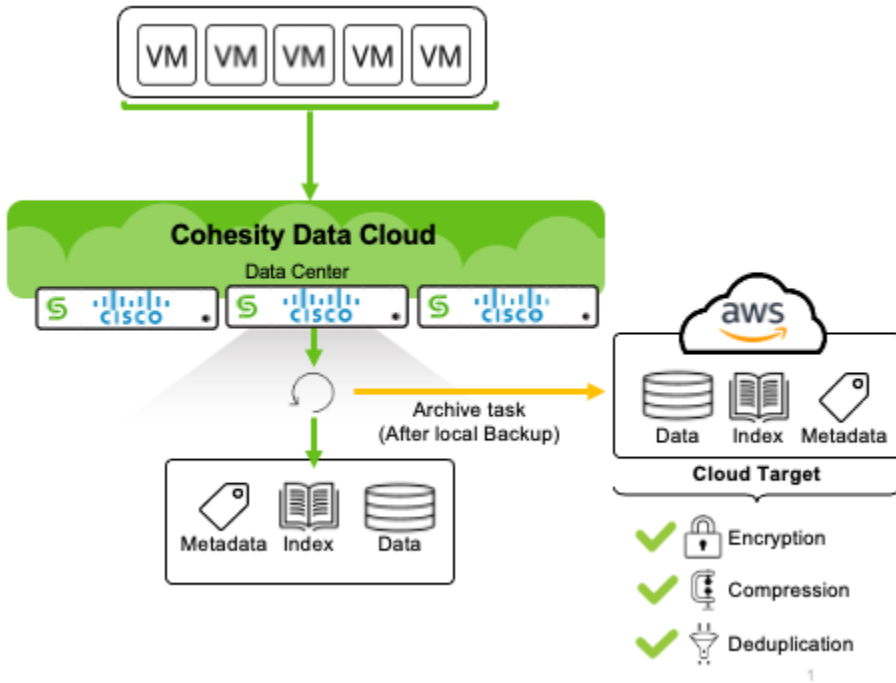 VM VM VM VM VM
Cohesity Data Cloud
Data Center
CISCO CISCO CISCO
aws
Archive task
(After local Backup)
Data Index Metadata
Cloud Target
Metadata Index Data
Encryption
Compression
Deduplication
1